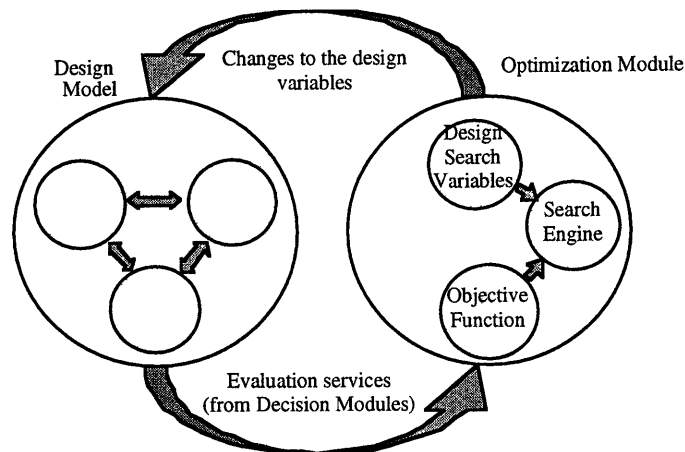 Design
Model
Changes to the design
variables
Optimization Module
Design
Search
Variables
Search
Engine
Objective
Function
Evaluation services
(from Decision Modules)